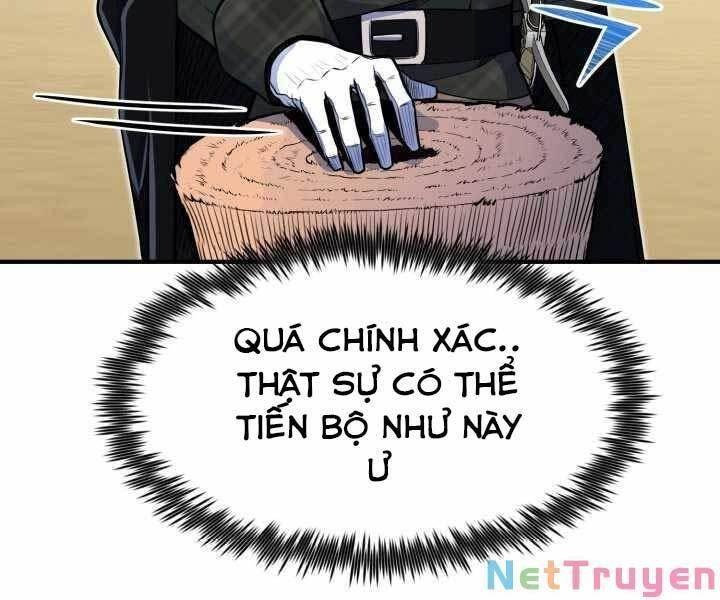 QUÁ CHÍNH XÁC..
THẬT SỰ CÓ THỂ
TIẾN BỘ NHƯ NÀY
Ư
NetTruyen